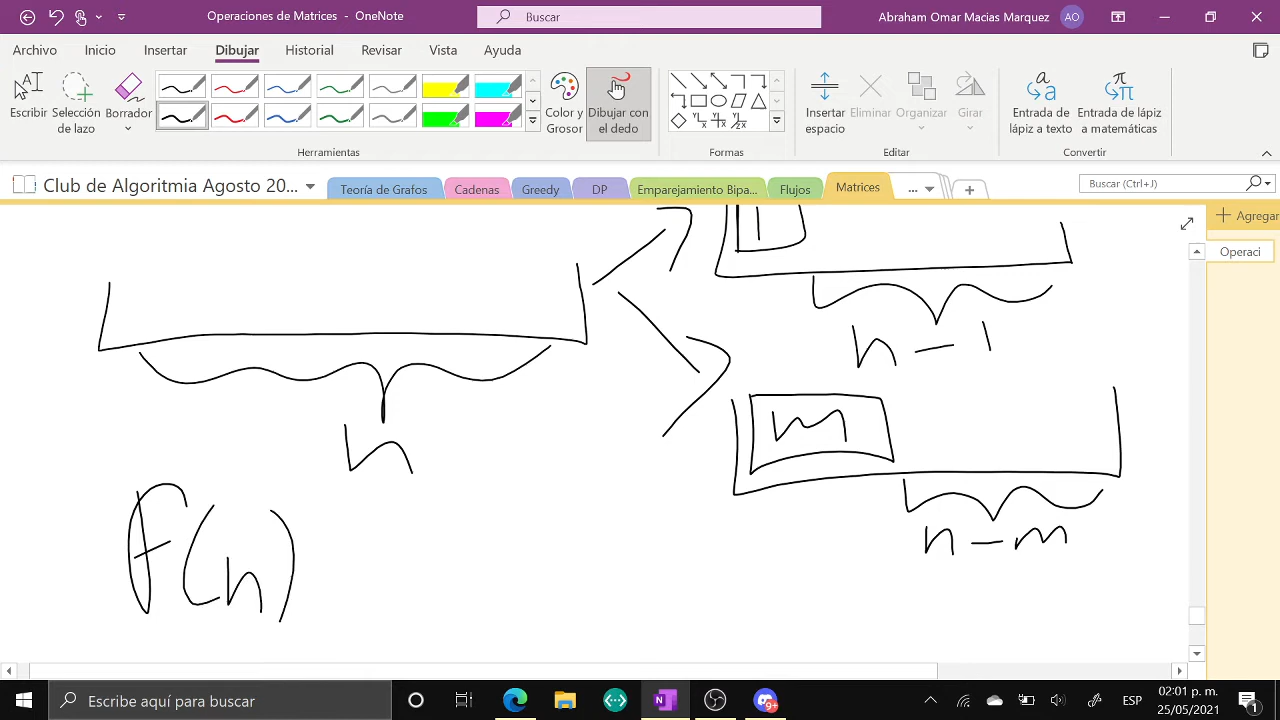 Operaciones de Matrices - OneNote
Buscar
Abraham Omar Macias Marquez
AO
Archivo Inicio Insertar Dibujar Historial Revisar Vista Ayuda
Escribir
Selección de lazo
Borrador
Color y Grosor
Dibujar con el dedo
Insertar espacio
Eliminar
Organizar
Girar
Entrada de lápiz a texto
Entrada de lápiz a matemáticas
Herramientas
Formas
Editar
Convertir
Club de Algoritmia Agosto 20...
Teoría de Grafos
Cadenas
Greedy
DP
Emparejamiento Bipa...
Flujos
Matrices
...
Buscar (Ctrl+J)
Agregar
Operaci
1
n - 1
n
m
n - m
f(n)
Escribe aquí para buscar
9+
ESP
02:01 p. m.
25/05/2021
1